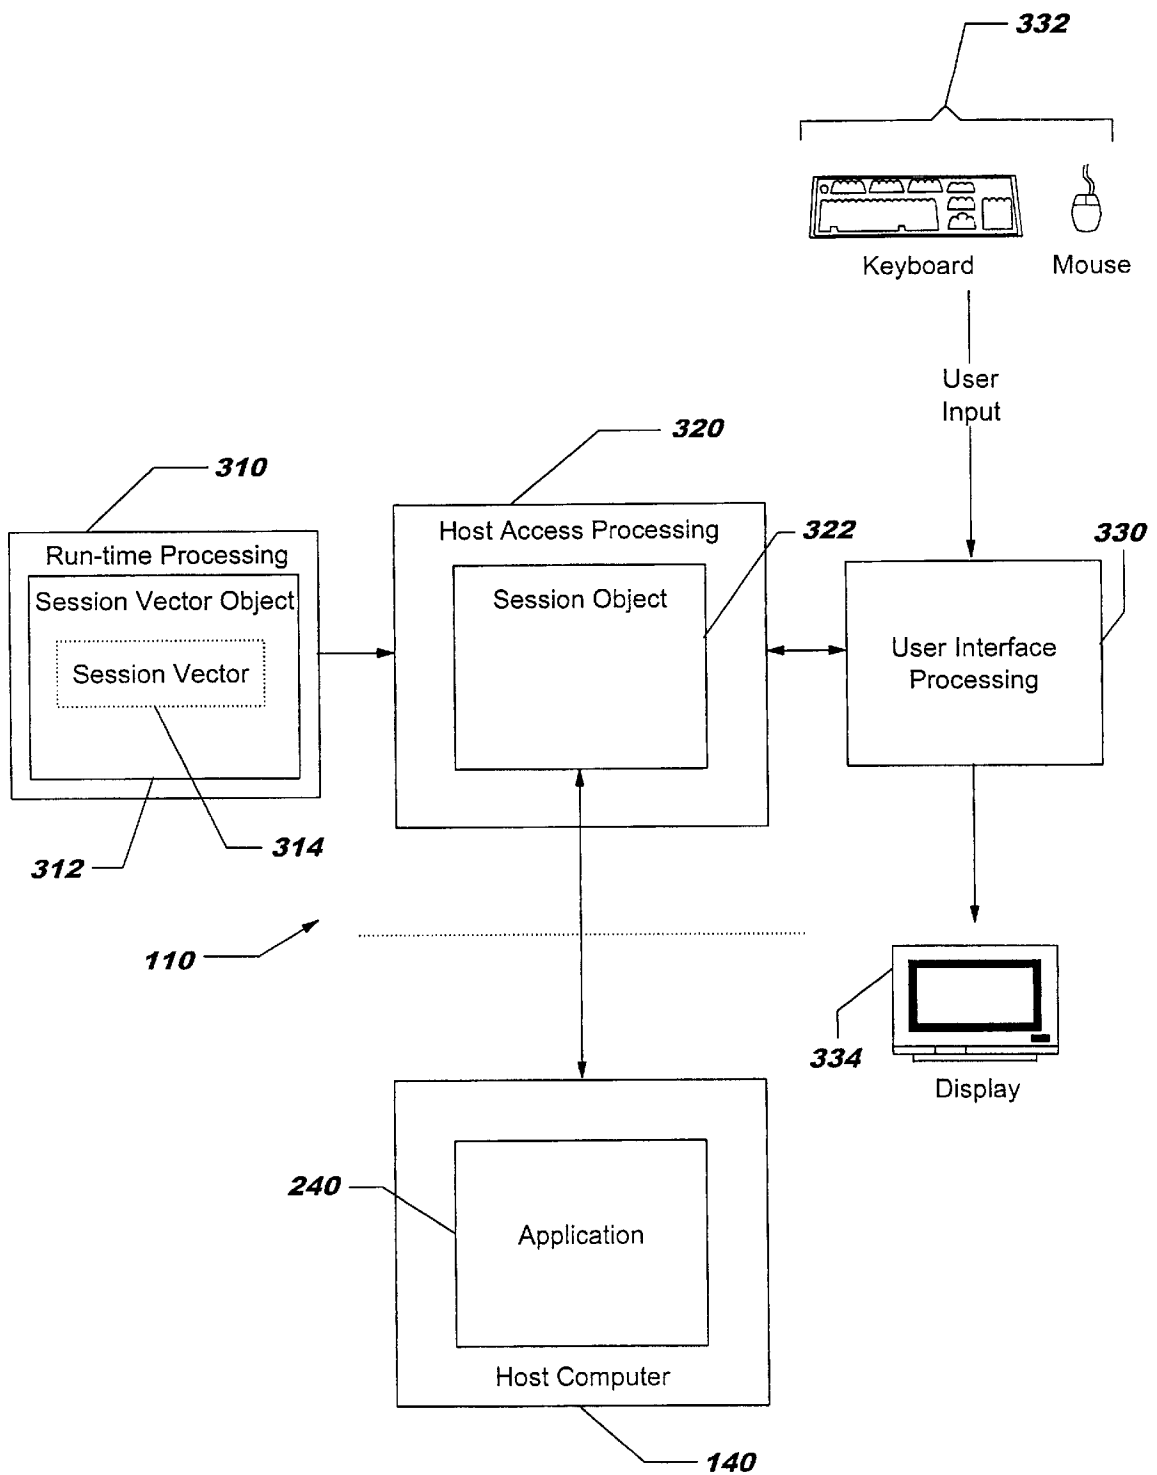 332
Keyboard
Mouse
User
Input
320
310
Host Access Processing
322
330
Run-time Processing
Session Vector Object
Session Object
Session Vector
User Interface
Processing
314
312
110
334
Display
240
Application
Host Computer
140